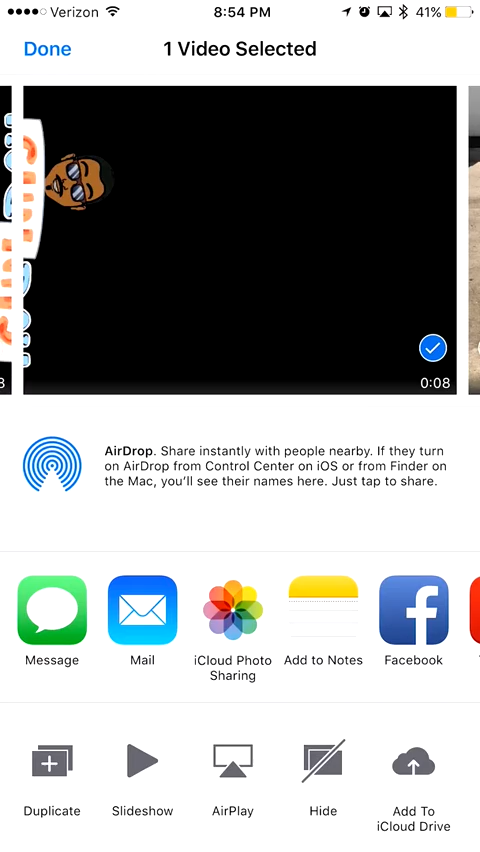 Verizon
8:54 PM
41%
Done
1 Video Selected
0:08
AirDrop. Share instantly with people nearby. If they turn
on AirDrop from Control Center on iOS or from Finder on
the Mac, you'll see their names here. Just tap to share.
Message
Mail
iCloud Photo
Sharing
Add to Notes
Facebook
Duplicate
Slideshow
AirPlay
Hide
Add To
iCloud Drive